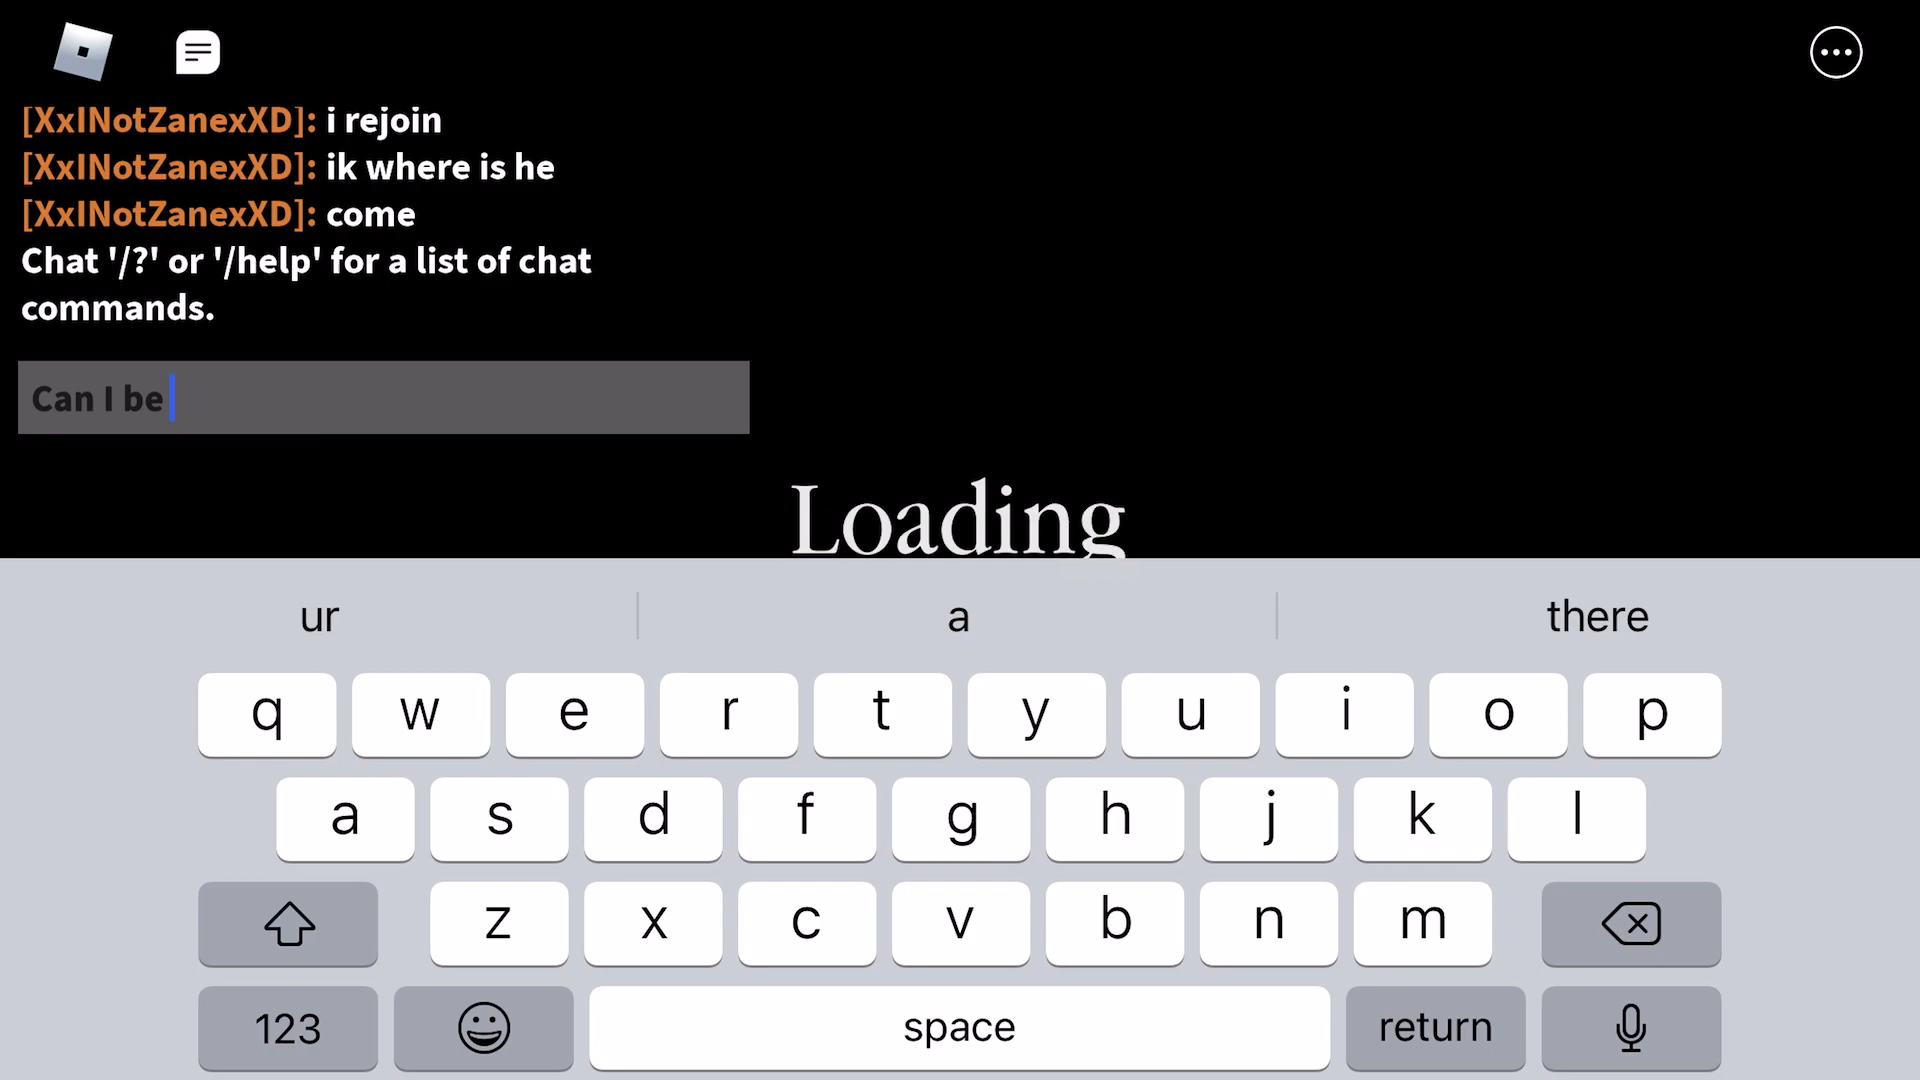 [XxINotZanexXD]: i rejoin
[XxINotZanexXD]: ik where is he
[XxINotZanexXD]: come
Chat '/?' or '/help' for a list of chat
commands.
Can I be
Loading
ur a there
q w e r t y u i o p
a s d f g h j k l
z x c v b n m
123 space return